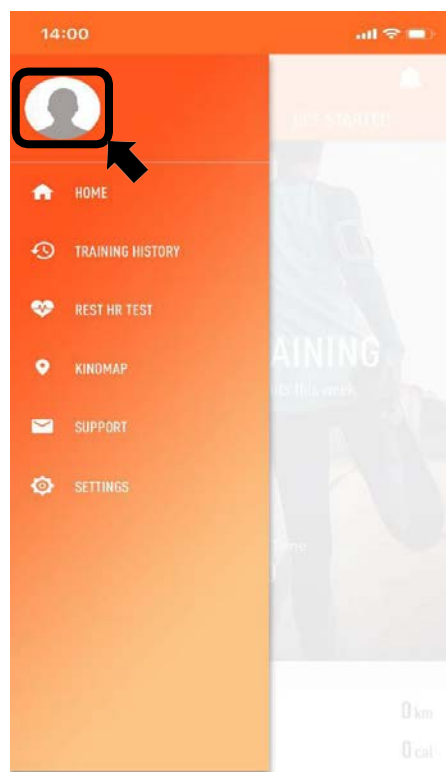 14:00
GET STARTED
HOME
TRAINING HISTORY
AINING
REST HR TEST
KINOMAP
SUPPORT
SETTINGS
0 km
0 cal